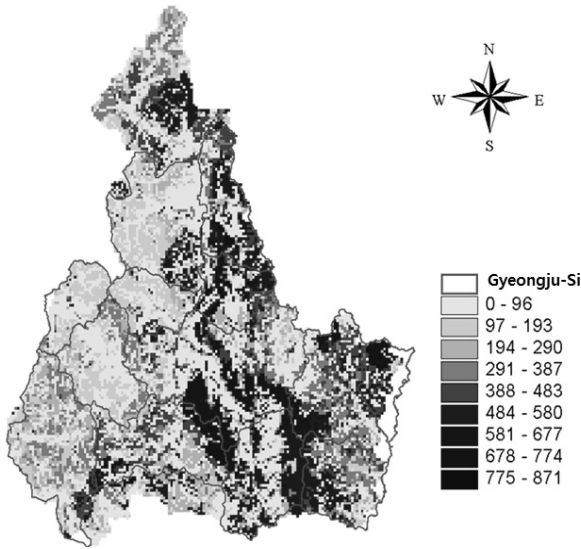 N
W E
S
Gyeongju-Si
0 - 96
97 - 193
194 - 290
291 - 387
388 - 483
484 - 580
581 - 677
678 - 774
775 - 871